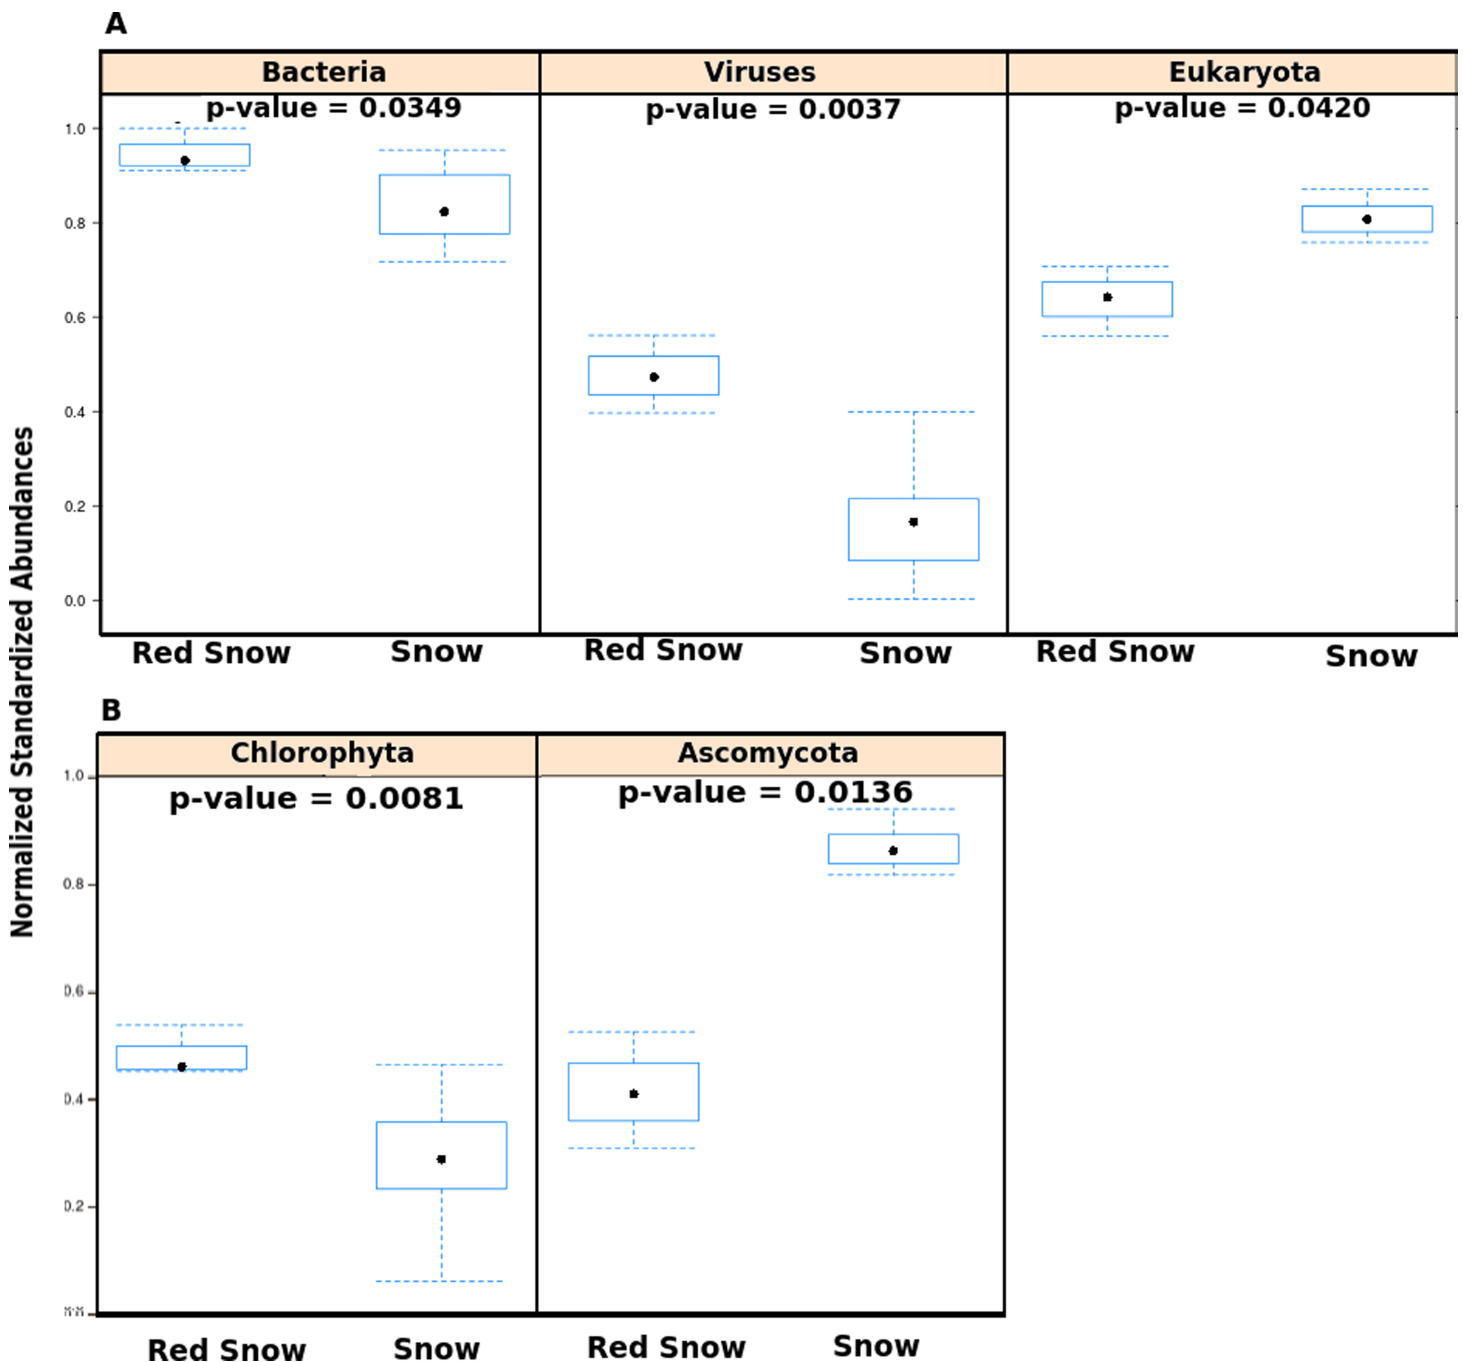 A
Bacteria Viruses Eukaryota
p-value = 0.0349 p-value = 0.0037 p-value = 0.0420
1.0
0.8
0.6
0.4
0.2
0.0
Red Snow Snow Red Snow Snow Red Snow Snow
Normalized Standardized Abundances
B
Chlorophyta Ascomycota
p-value = 0.0081 p-value = 0.0136
1.0
0.8
0.6
0.4
0.2
Red Snow Snow Red Snow Snow